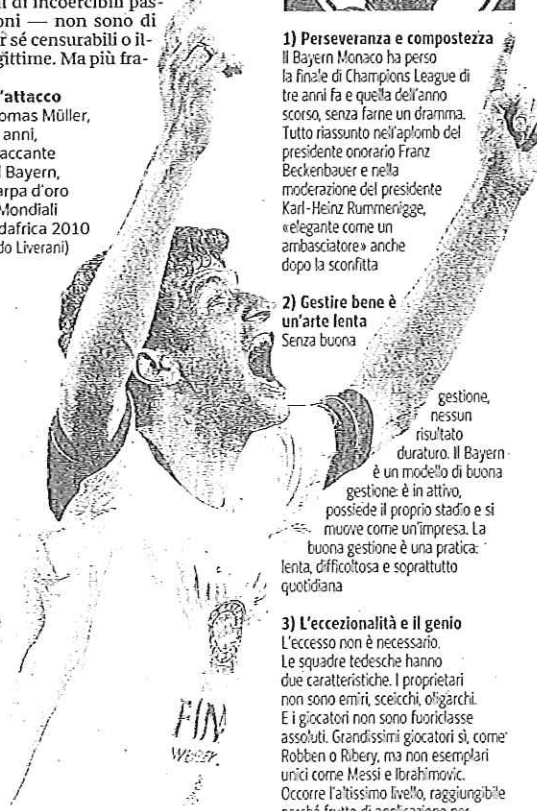 di incoercibili pas-
oni — non sono di
r sé censurabili o il-
gittime. Ma più fra-
'attacco
omas Müller,
anni,
accante
l Bayern,
arpa d'oro
Mondiali
dafrica 2010
do Liverani)
1) Perseveranza e compostezza
Il Bayern Monaco ha perso
la finale di Champions League di
tre anni fa e quella dell'anno
scorso, senza farne un dramma.
Tutto riassunto nell'aplomb del
presidente onorario Franz
Beckenbauer e nella
moderazione del presidente
Karl-Heinz Rummenigge,
«elegante come un
ambasciatore» anche
dopo la sconfitta
2) Gestire bene è
un'arte lenta
Senza buona
gestione,
nessun
risultato
duraturo. Il Bayern
è un modello di buona
gestione: è in attivo,
possiede il proprio stadio e si
muove come un'impresa. La
buona gestione è una pratica
lenta, difficoltosa e soprattutto
quotidiana
3) L'eccezionalità e il genio
L'eccesso non è necessario.
Le squadre tedesche hanno
due caratteristiche. I proprietari
non sono emiri, sceicchi, oligarchi.
E i giocatori non sono fuoriclasse
assoluti. Grandissimi giocatori sì, come
Robben o Ribery, ma non esemplari
unici come Messi e Ibrahimovic.
Occorre l'altissimo livello, raggiungibile
perché frutto di applicazione per
FIN